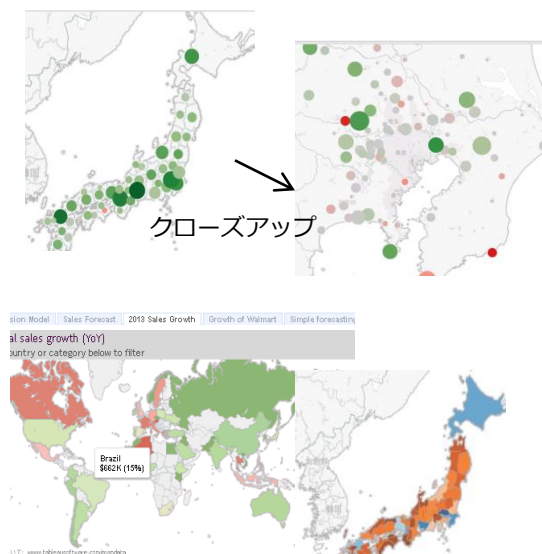 クローズアップ
sion Model Sales Forecast 2013 Sales Growth Growth of Walmart Simple forecasting
al sales growth (YoY)
ountry or category below to filter
Brazil
$662K (15%)
www.tableausoftware.com/mapdata